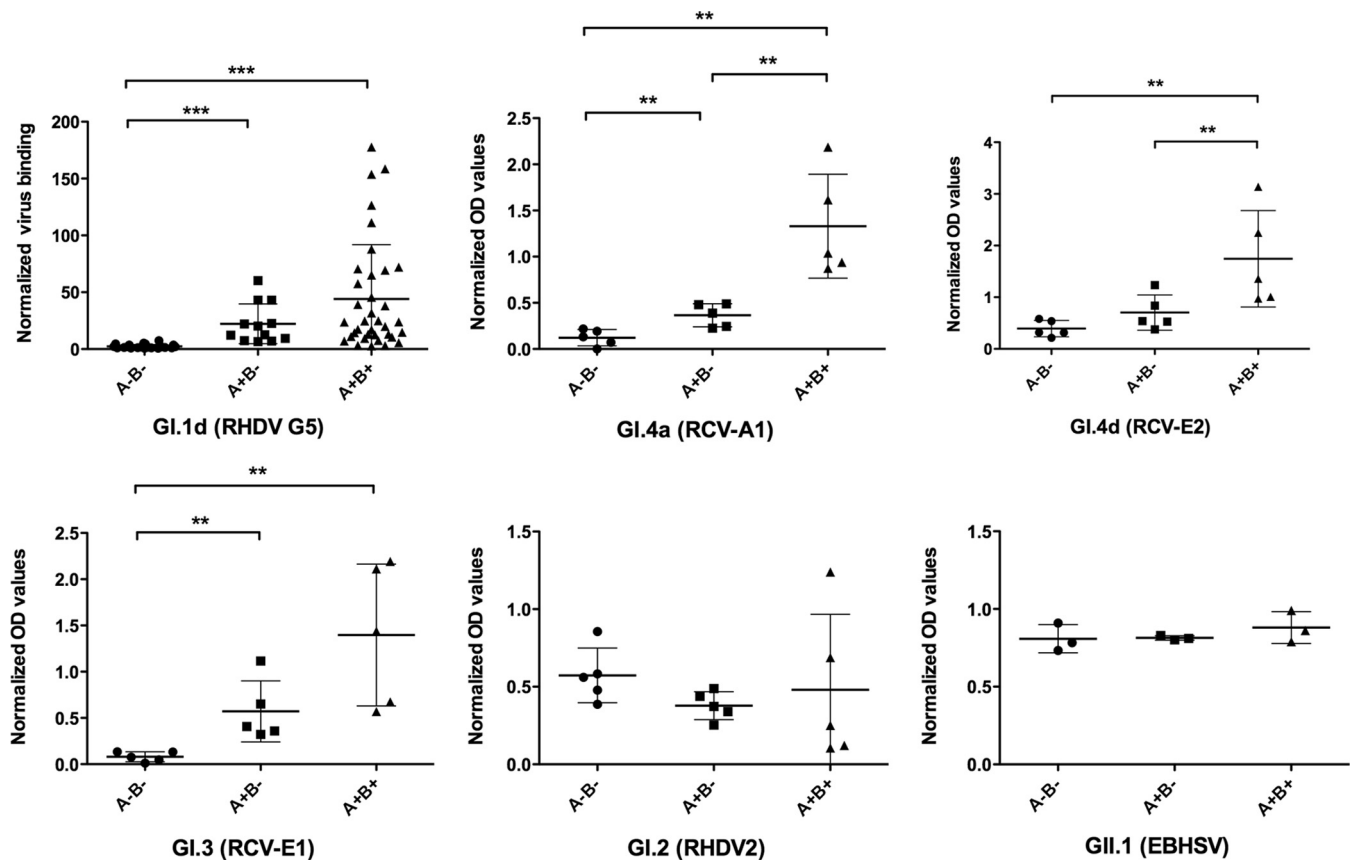 ***
***
Normalized virus binding
200
150
100
50
0
A-B-
A+B-
A+B+
GI.1d (RHDV G5)
**
**
**
Normalized OD values
2.5
2.0
1.5
1.0
0.5
0.0
A-B-
A+B-
A+B+
GI.4a (RCV-A1)
**
**
Normalized OD values
4
3
2
1
0
A-B-
A+B-
A+B+
GI.4d (RCV-E2)
**
**
Normalized OD values
2.5
2.0
1.5
1.0
0.5
0.0
A-B-
A+B-
A+B+
GI.3 (RCV-E1)
Normalized OD values
1.5
1.0
0.5
0.0
A-B-
A+B-
A+B+
GI.2 (RHDV2)
Normalized OD values
1.5
1.0
0.5
0.0
A-B-
A+B-
A+B+
GII.1 (EBHSV)